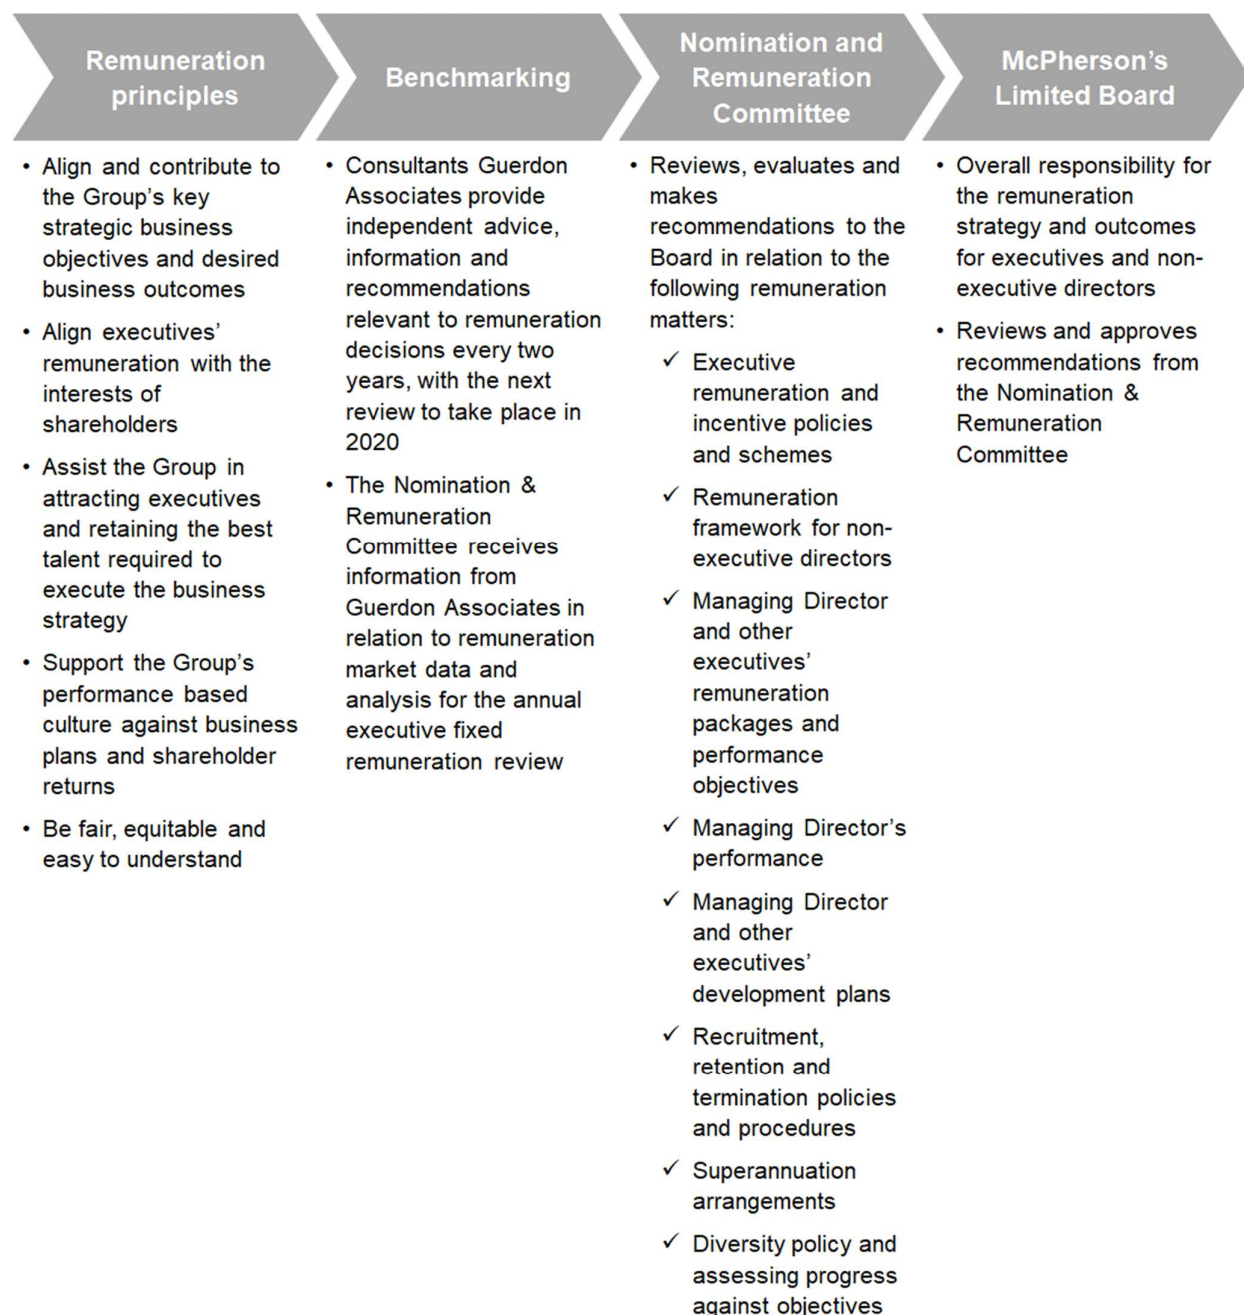 Remuneration
principles
• Align and contribute to
the Group's key
strategic business
objectives and desired
business outcomes
• Align executives'
remuneration with the
interests of
shareholders
• Assist the Group in
attracting executives
and retaining the best
talent required to
execute the business
strategy
• Support the Group's
performance based
culture against business
plans and shareholder
returns
• Be fair, equitable and
easy to understand
Benchmarking
• Consultants Guerdon
Associates provide
independent advice,
information and
recommendations
relevant to remuneration
decisions every two
years, with the next
review to take place in
2020
• The Nomination &
Remuneration
Committee receives
information from
Guerdon Associates in
relation to remuneration
market data and
analysis for the annual
executive fixed
remuneration review
Nomination and
Remuneration
Committee
• Reviews, evaluates and
makes
recommendations to the
Board in relation to the
following remuneration
matters:
✓ Executive
remuneration and
incentive policies
and schemes
✓ Remuneration
framework for non-
executive directors
✓ Managing Director
and other
executives'
remuneration
packages and
performance
objectives
✓ Managing Director's
performance
✓ Managing Director
and other
executives'
development plans
✓ Recruitment,
retention and
termination policies
and procedures
✓ Superannuation
arrangements
✓ Diversity policy and
assessing progress
against objectives
McPherson's
Limited Board
• Overall responsibility for
the remuneration
strategy and outcomes
for executives and non-
executive directors
• Reviews and approves
recommendations from
the Nomination &
Remuneration
Committee